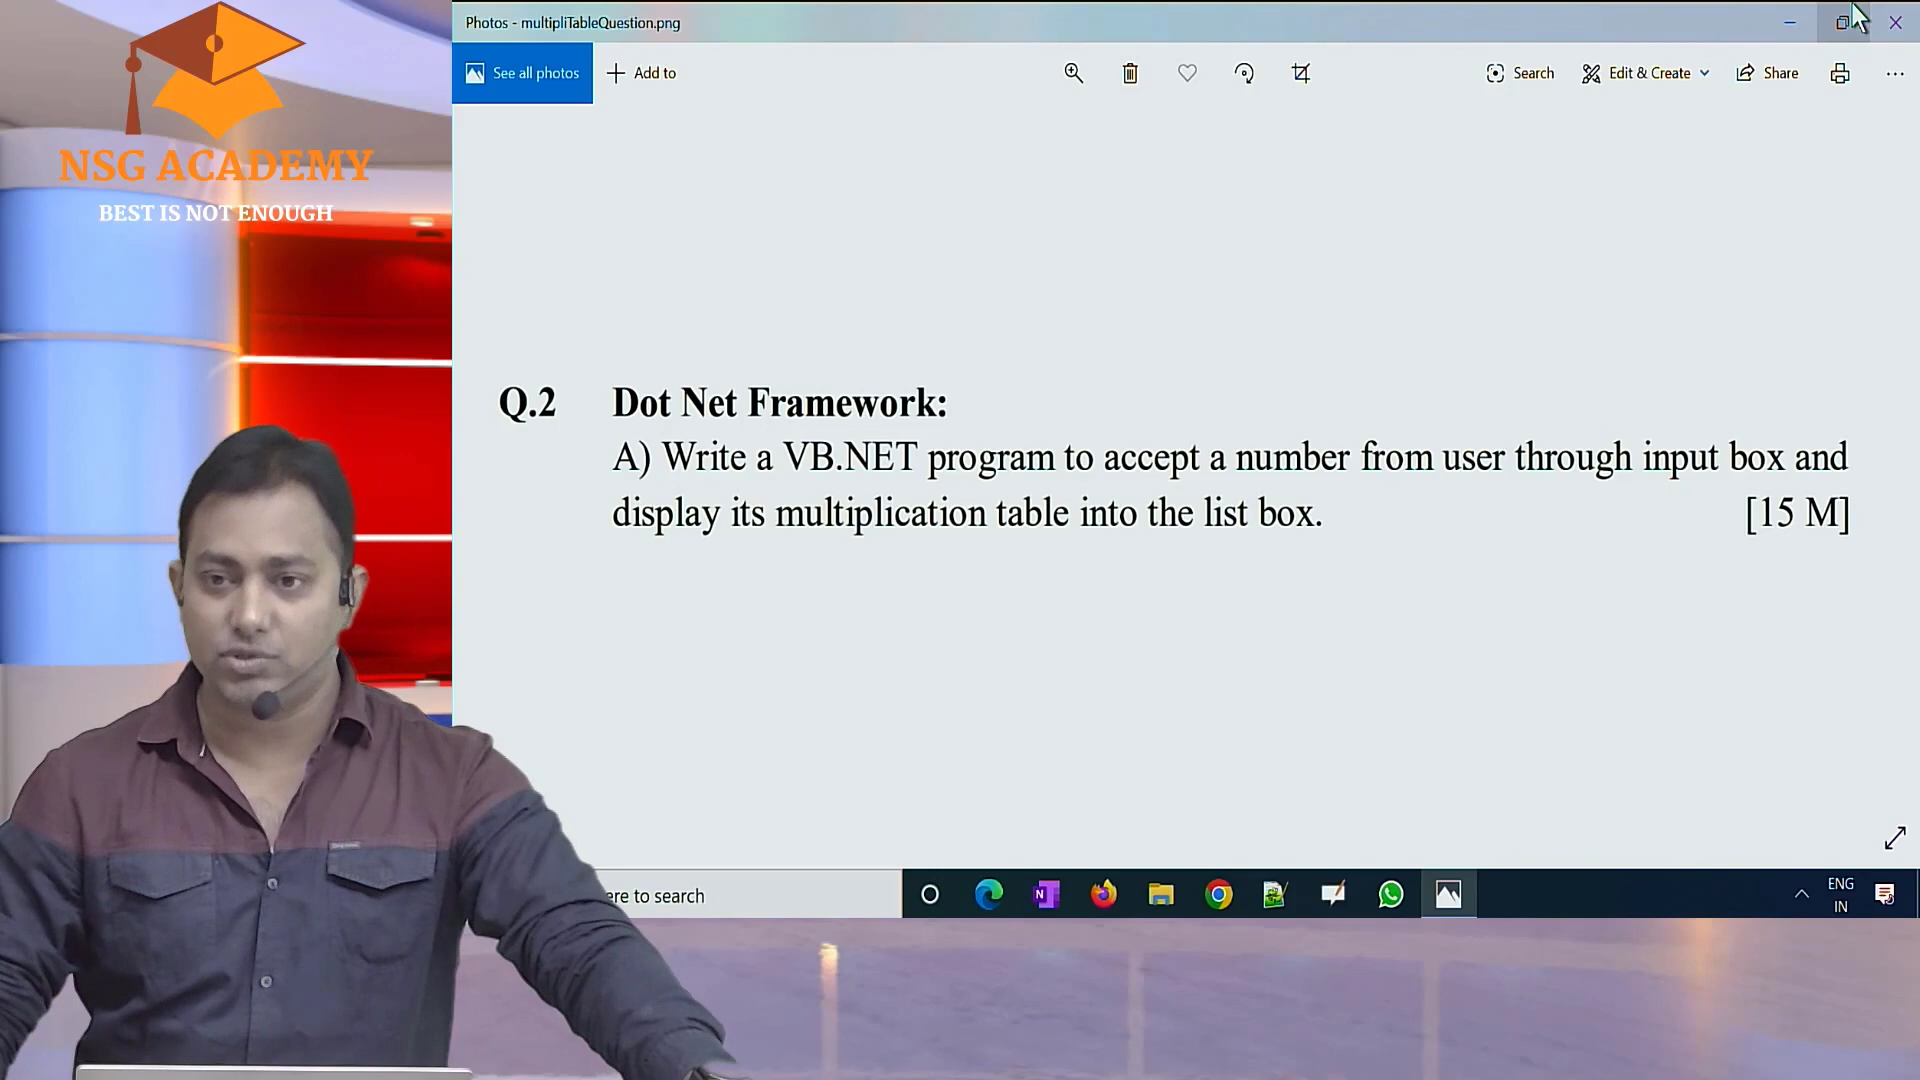 NSG ACADEMY
BEST IS NOT ENOUGH
Photos - multipliTableQuestion.png
See all photos
Add to
Search
Edit & Create
Share
Q.2 Dot Net Framework:
A) Write a VB.NET program to accept a number from user through input box and
display its multiplication table into the list box. [15 M]
ere to search
ENG
IN